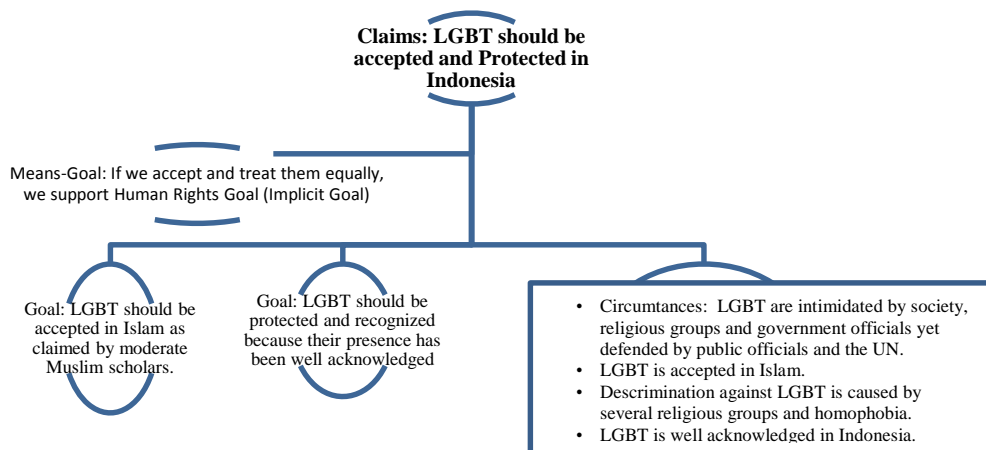 Claims: LGBT should be
accepted and Protected in
Indonesia
Means-Goal: If we accept and treat them equally,
we support Human Rights Goal (Implicit Goal)
Goal: LGBT should be
accepted in Islam as
claimed by moderate
Muslim scholars.
Goal: LGBT should be
protected and recognized
because their presence has
been well acknowledged
• Circumtances: LGBT are intimidated by society,
religious groups and government officials yet
defended by public officials and the UN.
• LGBT is accepted in Islam.
• Descrimination against LGBT is caused by
several religious groups and homophobia.
• LGBT is well acknowledged in Indonesia.